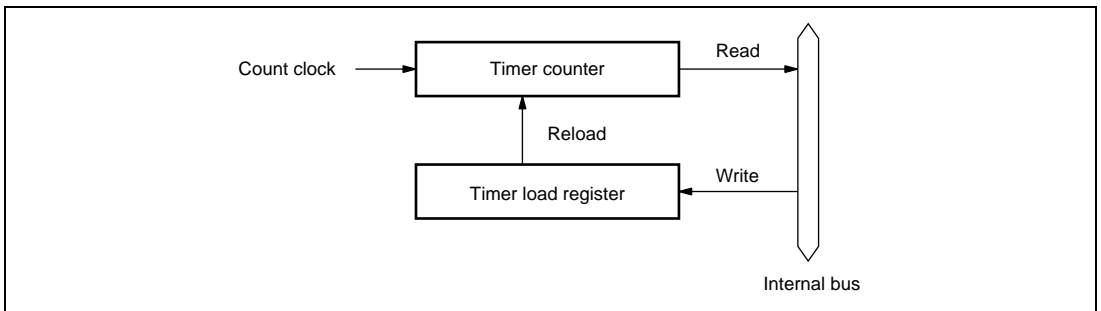 Read
Count clock
Timer counter
Reload
Write
Timer load register
Internal bus